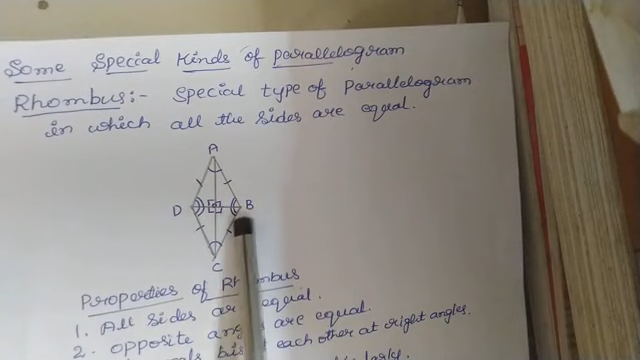 Some Special Kinds of parallelogram
Rhombus:- Special type of Parallelogram
in which all the sides are equal.
A
D
B
C
Properties of Rhombus
1. All sides are equal.
2. opposite are equal.
each other at right angles.